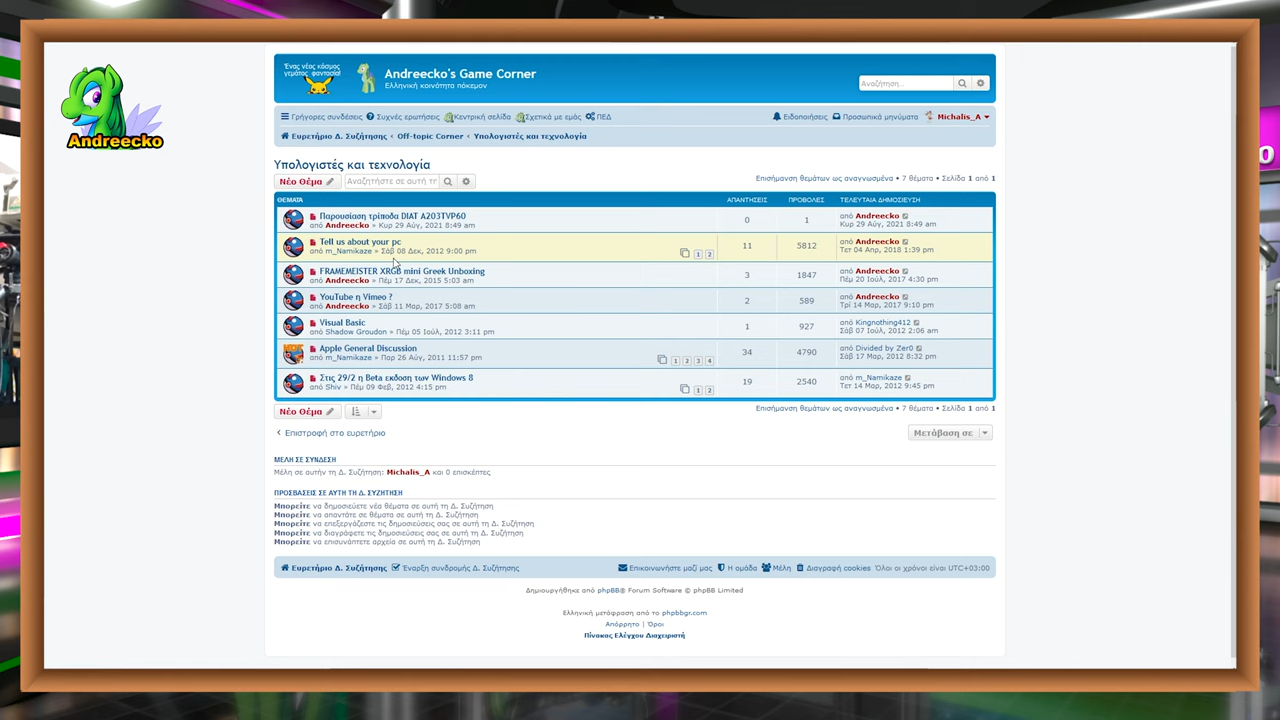 Andreecko
Ένας νέος κόσμος
γεμάτος φαντασία!
Andreecko's Game Corner
Ελληνική κοινότητα πόκεμον
Αναζήτηση...
Γρήγορες συνδέσεις Συχνές ερωτήσεις Κεντρική σελίδα Σχετικά με εμάς ΠΕΔ Ειδοποιήσεις Προσωπικά μηνύματα Michalis_A
Ευρετήριο Δ. Συζήτησης ‹ Off-topic Corner ‹ Υπολογιστές και τεχνολογία
Υπολογιστές και τεχνολογία
Νέο Θέμα Αναζητήστε σε αυτή τη Επισήμανση θεμάτων ως αναγνωσμένα • 7 θέματα • Σελίδα 1 από 1
ΘΕΜΑΤΑ ΑΠΑΝΤΗΣΕΙΣ ΠΡΟΒΟΛΕΣ ΤΕΛΕΥΤΑΙΑ ΔΗΜΟΣΙΕΥΣΗ
Παρουσίαση τρίποδα DIAT A203TVP60 0 1 από Andreecko
από Andreecko » Κυρ 29 Αύγ, 2021 8:49 am Κυρ 29 Αύγ, 2021 8:49 am
Tell us about your pc 11 5812 από Andreecko
από m_Namikaze » Σάβ 08 Δεκ, 2012 9:00 pm 1 2 Τετ 04 Απρ, 2018 1:39 pm
FRAMEMEISTER XRGB mini Greek Unboxing 3 1847 από Andreecko
από Andreecko » Πέμ 17 Δεκ, 2015 5:03 am Πέμ 20 Ιούλ, 2017 4:30 pm
YouTube η Vimeo ? 2 589 από Andreecko
από Andreecko » Σάβ 11 Μαρ, 2017 5:08 am Τρί 14 Μαρ, 2017 9:10 pm
Visual Basic 1 927 από Kingnothing412
από Shadow Groudon » Πέμ 05 Ιούλ, 2012 3:11 pm Σάβ 07 Ιούλ, 2012 2:06 am
Apple General Discussion 34 4790 από Divided by Zer0
από m_Namikaze » Παρ 26 Αύγ, 2011 11:57 pm 1 2 3 4 Σάβ 17 Μαρ, 2012 8:32 pm
Στις 29/2 η Beta εκδοση των Windows 8 19 2540 από m_Namikaze
από Shiv » Πέμ 09 Φεβ, 2012 4:15 pm 1 2 Τετ 14 Μαρ, 2012 9:45 pm
Νέο Θέμα Επισήμανση θεμάτων ως αναγνωσμένα • 7 θέματα • Σελίδα 1 από 1
Επιστροφή στο ευρετήριο Μετάβαση σε
ΜΕΛΗ ΣΕ ΣΥΝΔΕΣΗ
Μέλη σε αυτήν τη Δ. Συζήτηση: Michalis_A και 0 επισκέπτες
ΠΡΟΣΒΑΣΕΙΣ ΣΕ ΑΥΤΗ ΤΗ Δ. ΣΥΖΗΤΗΣΗ
Μπορείτε να δημοσιεύετε νέα θέματα σε αυτή τη Δ. Συζήτηση
Μπορείτε να απαντάτε σε θέματα σε αυτή τη Δ. Συζήτηση
Μπορείτε να επεξεργάζεστε τις δημοσιεύσεις σας σε αυτή τη Δ. Συζήτηση
Μπορείτε να διαγράφετε τις δημοσιεύσεις σας σε αυτή τη Δ. Συζήτηση
Μπορείτε να επισυνάπτετε αρχεία σε αυτή τη Δ. Συζήτηση
Ευρετήριο Δ. Συζήτησης Έναρξη συνδρομής Δ. Συζήτησης Επικοινωνήστε μαζί μας Η ομάδα Μέλη Διαγραφή cookies Όλοι οι χρόνοι είναι UTC+03:00
Δημιουργήθηκε από phpBB® Forum Software © phpBB Limited
Ελληνική μετάφραση από το phpbbgr.com
Απόρρητο | Όροι
Πίνακας Ελέγχου Διαχειριστή